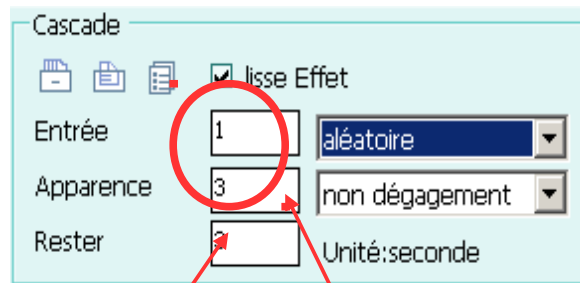 Cascade
lisse Effet
Entrée 1 aléatoire
Apparence 3 non dégagement
Rester Unité:seconde